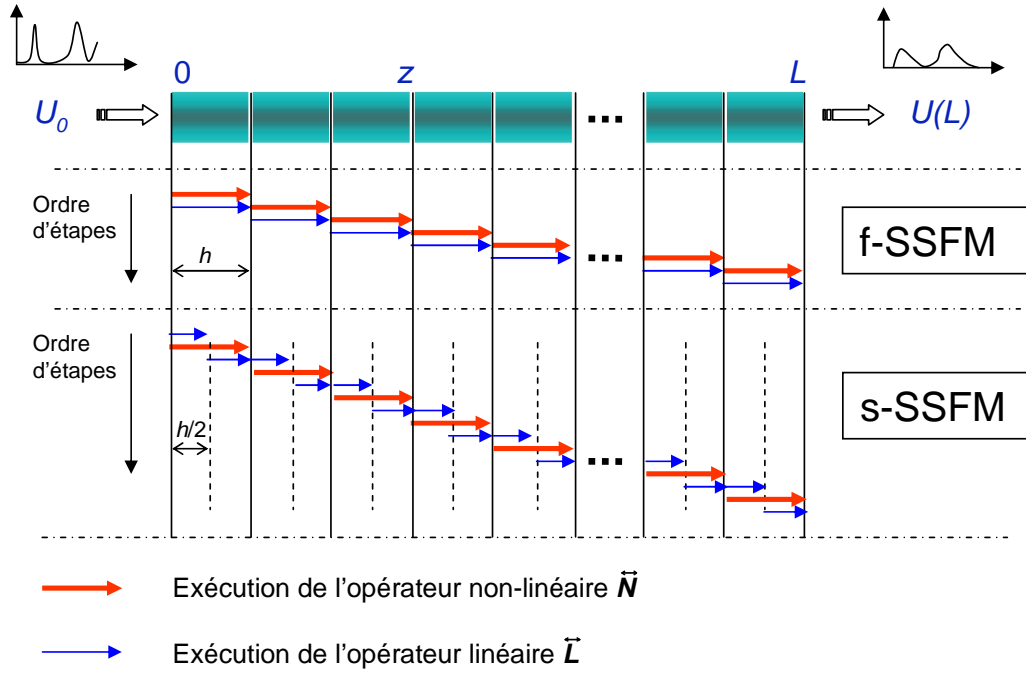 0 z L
U0 U(L)
Ordre
d'étapes
h
...
...
f-SSFM
Ordre
d'étapes
h/2
...
s-SSFM
Exécution de l'opérateur non-linéaire N
Exécution de l'opérateur linéaire L